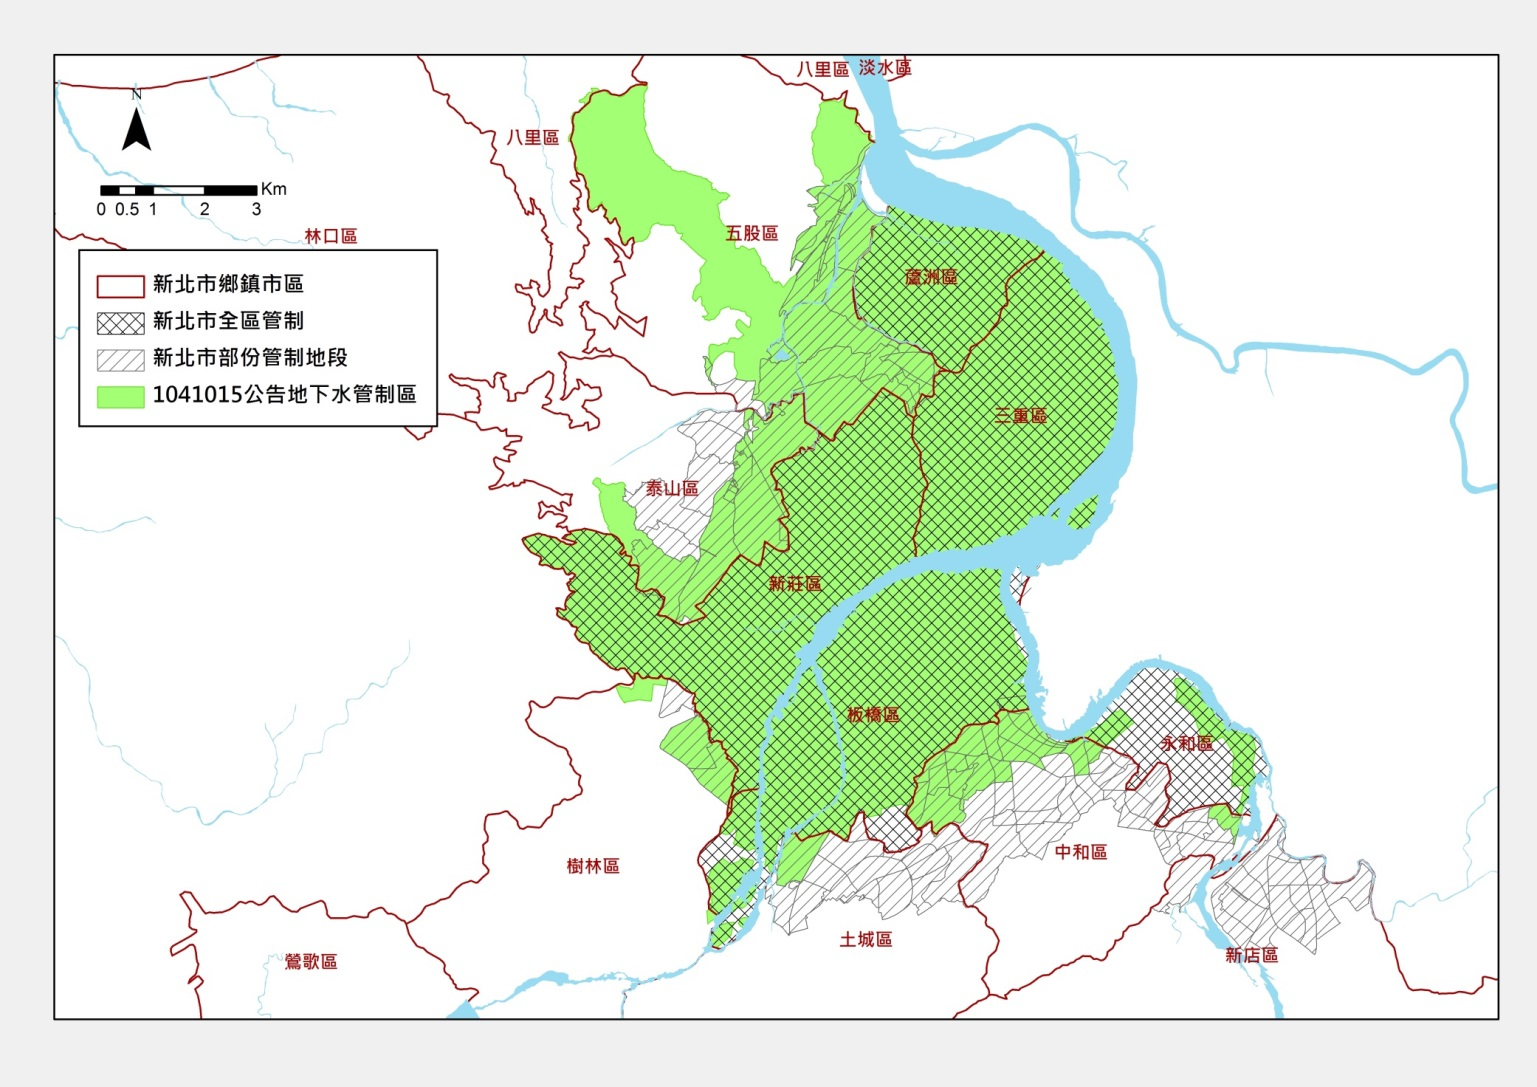 八里區 淡水區
N
八里區
Km
0 0.5 1 2 3
林口區
五股區
新北市鄉鎮市區
新北市全區管制
新北市部份管制地段
1041015公告地下水管制區
蘆洲區
三重區
泰山區
新莊區
板橋區
永和區
中和區
樹林區
土城區
新店區
鶯歌區